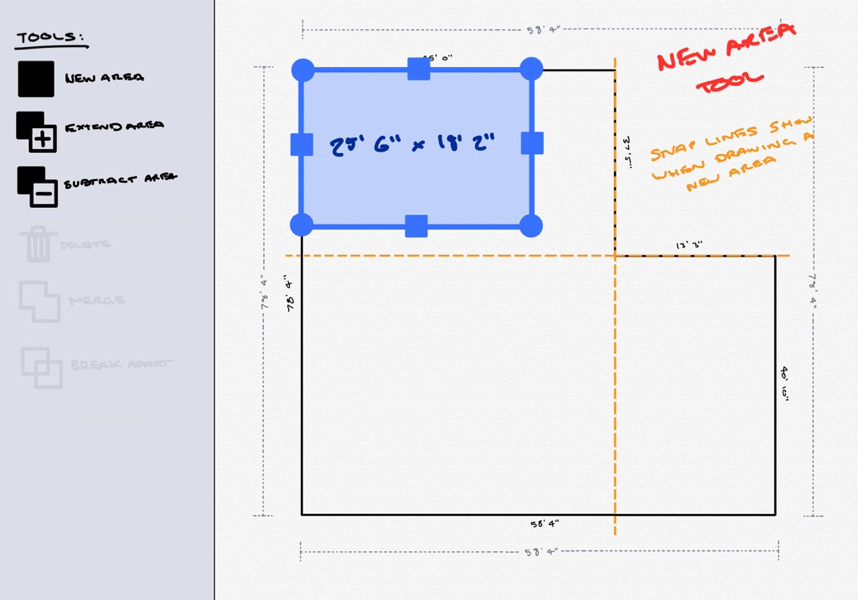 TOOLS:
NEW AREA
EXTEND AREA
SUBTRACT AREA
DELETE
MERGE
BREAK APART
58' 4"
45' 0"
NEW AREA
TOOL
25' 6" x 18' 2"
37' 5"
SNAP LINES SHOW
WHEN DRAWING A
NEW AREA
13' 3"
78' 4"
78' 4"
78' 4"
40' 10"
58' 4"
58' 4"